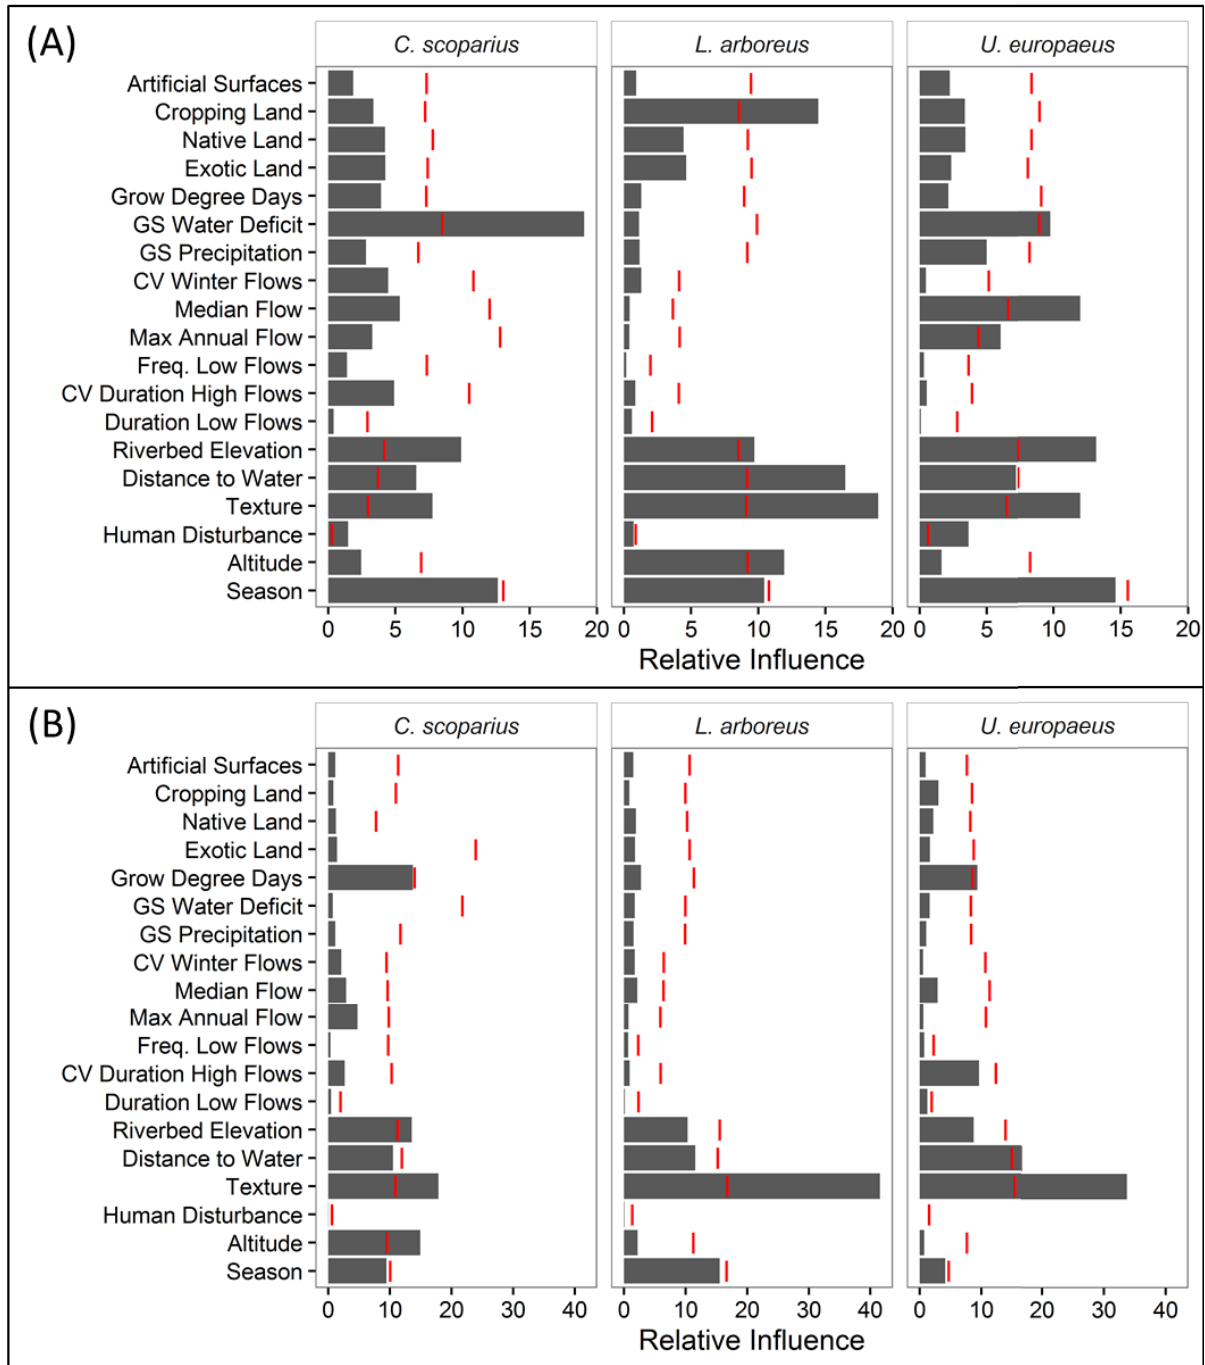 (A)
C. scoparius L. arboreus U. europaeus
Artificial Surfaces
Cropping Land
Native Land
Exotic Land
Grow Degree Days
GS Water Deficit
GS Precipitation
CV Winter Flows
Median Flow
Max Annual Flow
Freq. Low Flows
CV Duration High Flows
Duration Low Flows
Riverbed Elevation
Distance to Water
Texture
Human Disturbance
Altitude
Season
0 5 10 15 20 0 5 10 15 20 0 5 10 15 20
Relative Influence
(B)
C. scoparius L. arboreus U. europaeus
Artificial Surfaces
Cropping Land
Native Land
Exotic Land
Grow Degree Days
GS Water Deficit
GS Precipitation
CV Winter Flows
Median Flow
Max Annual Flow
Freq. Low Flows
CV Duration High Flows
Duration Low Flows
Riverbed Elevation
Distance to Water
Texture
Human Disturbance
Altitude
Season
0 10 20 30 40 0 10 20 30 40 0 10 20 30 40
Relative Influence